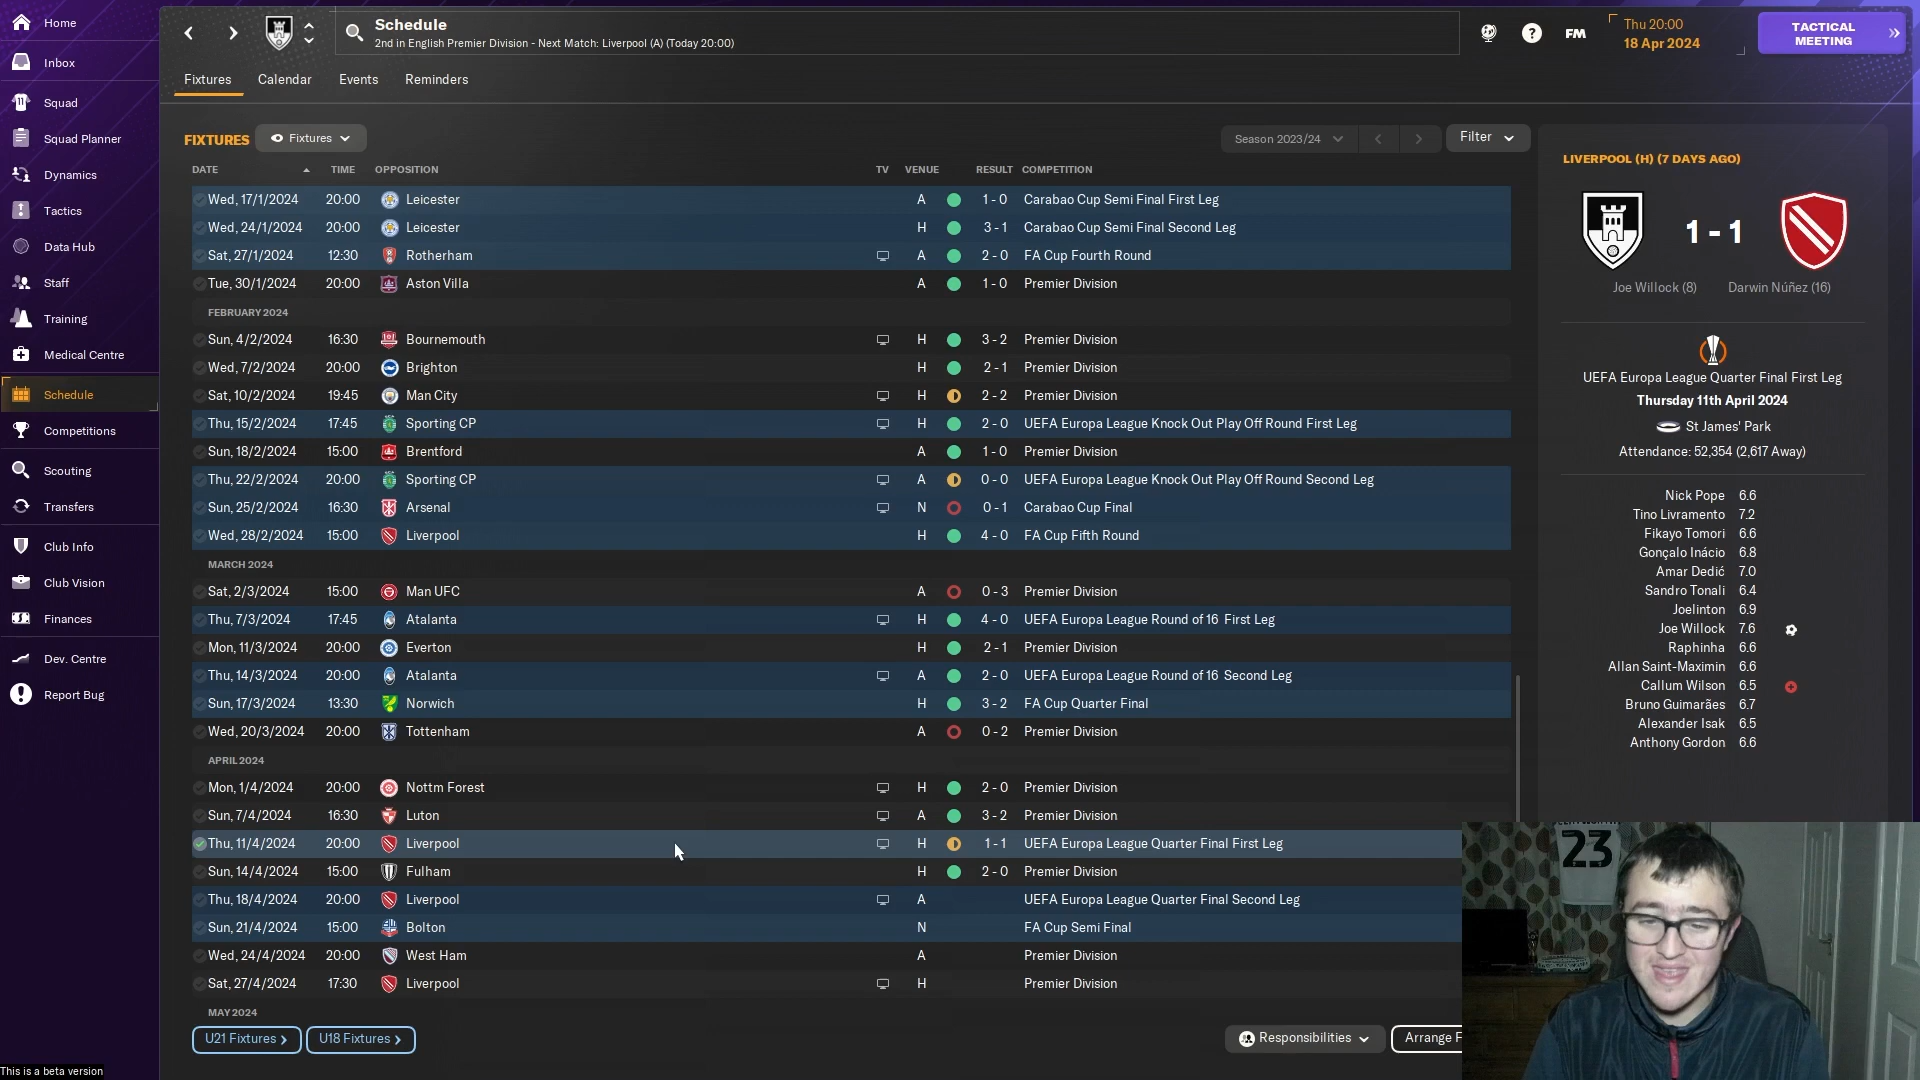 Home
Inbox
Squad
Squad Planner
Dynamics
Tactics
Data Hub
Staff
Training
Medical Centre
Schedule
Competitions
Scouting
Transfers
Club Info
Club Vision
Finances
Dev. Centre
Report Bug
This is a beta version
Schedule
2nd in English Premier Division - Next Match: Liverpool (A) (Today 20:00)
FM
Thu 20:00
18 Apr 2024
TACTICAL
MEETING
Fixtures Calendar Events Reminders
FIXTURES Fixtures Season 2023/24 Filter
DATE TIME OPPOSITION TV VENUE RESULT COMPETITION
Wed, 17/1/2024 20:00 Leicester A 1 - 0 Carabao Cup Semi Final First Leg
Wed, 24/1/2024 20:00 Leicester H 3 - 1 Carabao Cup Semi Final Second Leg
Sat, 27/1/2024 12:30 Rotherham A 2 - 0 FA Cup Fourth Round
Tue, 30/1/2024 20:00 Aston Villa A 1 - 0 Premier Division
FEBRUARY 2024
Sun, 4/2/2024 16:30 Bournemouth H 3 - 2 Premier Division
Wed, 7/2/2024 20:00 Brighton H 2 - 1 Premier Division
Sat, 10/2/2024 19:45 Man City H 2 - 2 Premier Division
Thu, 15/2/2024 17:45 Sporting CP H 2 - 0 UEFA Europa League Knock Out Play Off Round First Leg
Sun, 18/2/2024 15:00 Brentford A 1 - 0 Premier Division
Thu, 22/2/2024 20:00 Sporting CP A 0 - 0 UEFA Europa League Knock Out Play Off Round Second Leg
Sun, 25/2/2024 16:30 Arsenal N 0 - 1 Carabao Cup Final
Wed, 28/2/2024 15:00 Liverpool H 4 - 0 FA Cup Fifth Round
MARCH 2024
Sat, 2/3/2024 15:00 Man UFC A 0 - 3 Premier Division
Thu, 7/3/2024 17:45 Atalanta H 4 - 0 UEFA Europa League Round of 16 First Leg
Mon, 11/3/2024 20:00 Everton H 2 - 1 Premier Division
Thu, 14/3/2024 20:00 Atalanta A 2 - 0 UEFA Europa League Round of 16 Second Leg
Sun, 17/3/2024 13:30 Norwich H 3 - 2 FA Cup Quarter Final
Wed, 20/3/2024 20:00 Tottenham A 0 - 2 Premier Division
APRIL 2024
Mon, 1/4/2024 20:00 Nottm Forest H 2 - 0 Premier Division
Sun, 7/4/2024 16:30 Luton A 3 - 2 Premier Division
Thu, 11/4/2024 20:00 Liverpool H 1 - 1 UEFA Europa League Quarter Final First Leg
Sun, 14/4/2024 15:00 Fulham H 2 - 0 Premier Division
Thu, 18/4/2024 20:00 Liverpool A UEFA Europa League Quarter Final Second Leg
Sun, 21/4/2024 15:00 Bolton N FA Cup Semi Final
Wed, 24/4/2024 20:00 West Ham A Premier Division
Sat, 27/4/2024 17:30 Liverpool H Premier Division
MAY 2024
U21 Fixtures U18 Fixtures Responsibilities Arrange F
LIVERPOOL (H) (7 DAYS AGO)
1 - 1
Joe Willock (8) Darwin Núñez (16)
UEFA Europa League Quarter Final First Leg
Thursday 11th April 2024
St James' Park
Attendance: 52,354 (2,617 Away)
Nick Pope 6.6
Tino Livramento 7.2
Fikayo Tomori 6.6
Gonçalo Inácio 6.8
Amar Dedić 7.0
Sandro Tonali 6.4
Joelinton 6.9
Joe Willock 7.6
Raphinha 6.6
Allan Saint-Maximin 6.6
Callum Wilson 6.5
Bruno Guimarães 6.7
Alexander Isak 6.5
Anthony Gordon 6.6
23